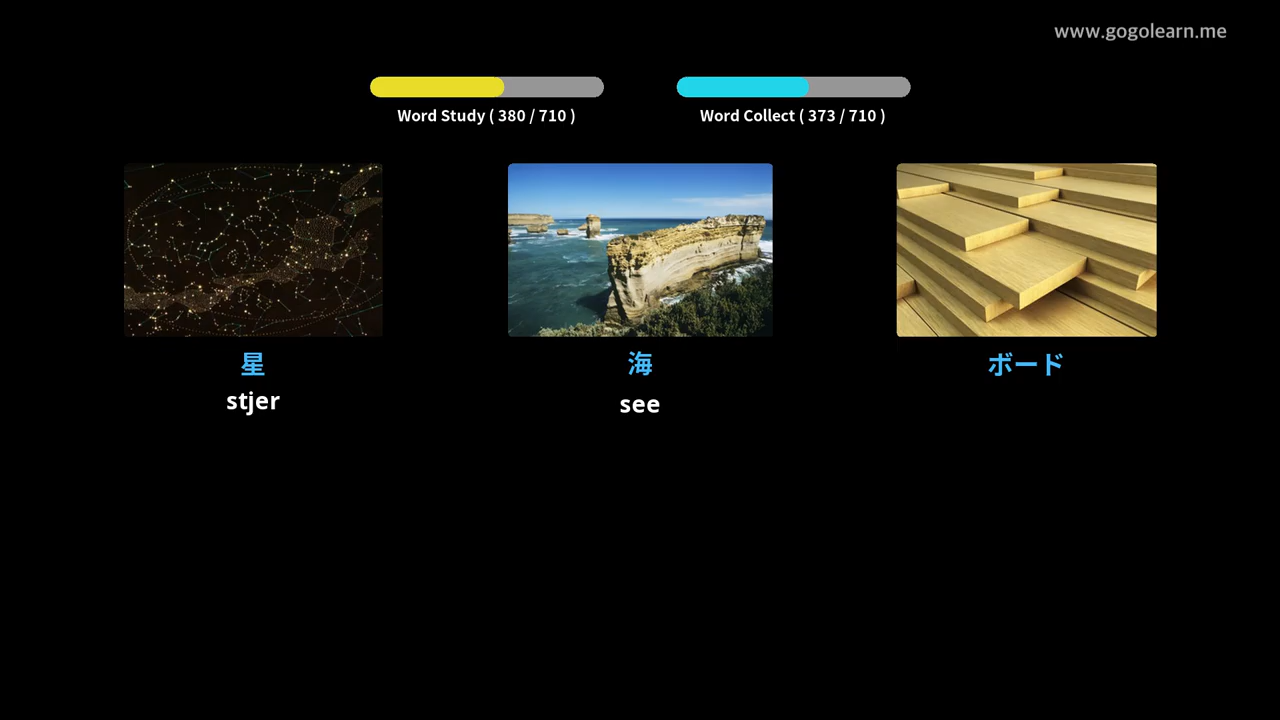 www.gogolearn.me
Word Study ( 380 / 710 )
Word Collect ( 373 / 710 )
星
海
ボード
stjer
see